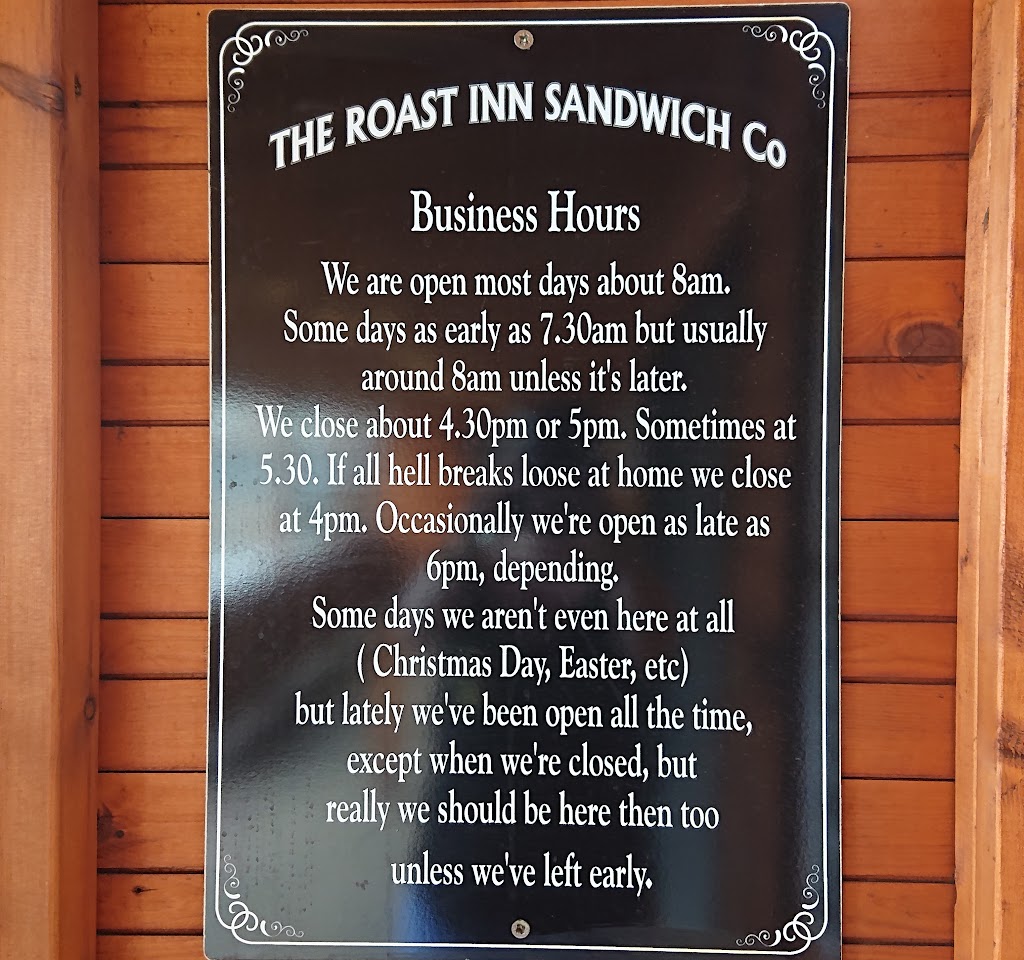 THE ROAST INN SANDWICH Co
Business Hours
We are open most days about 8am.
Some days as early as 7.30am but usually
around 8am unless it's later.
We close about 4.30pm or 5pm. Sometimes at
5.30. If all hell breaks loose at home we close
at 4pm. Occasionally we're open as late as
6pm, depending.
Some days we aren't even here at all
( Christmas Day, Easter, etc)
but lately we've been open all the time,
except when we're closed, but
really we should be here then too
unless we've left early.